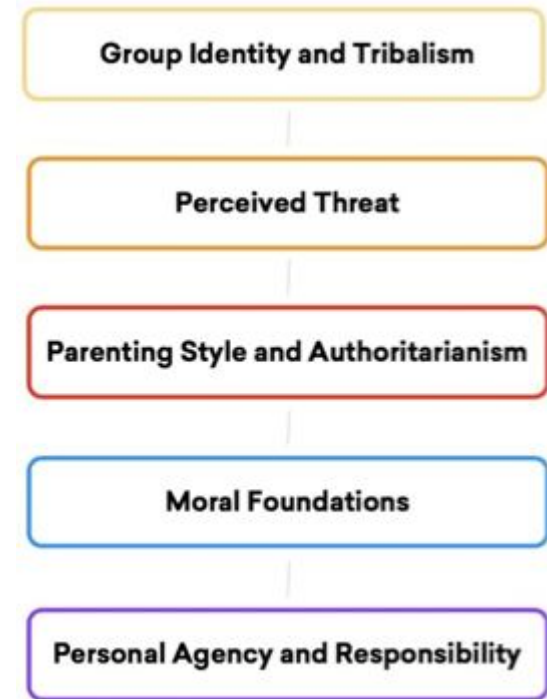 Group Identity and Tribalism
Perceived Threat
Parenting Style and Authoritarianism
Moral Foundations
Personal Agency and Responsibility